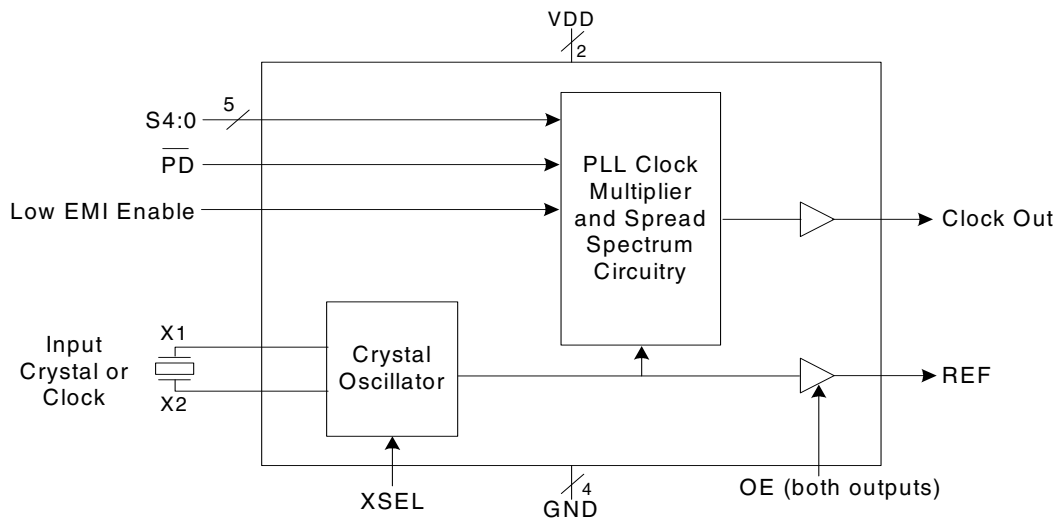 VDD
2
S4:0
5
PD
Low EMI Enable
PLL Clock
Multiplier
and Spread
Spectrum
Circuitry
Clock Out
Input
Crystal or
Clock
X1
X2
Crystal
Oscillator
REF
XSEL
GND
4
OE (both outputs)